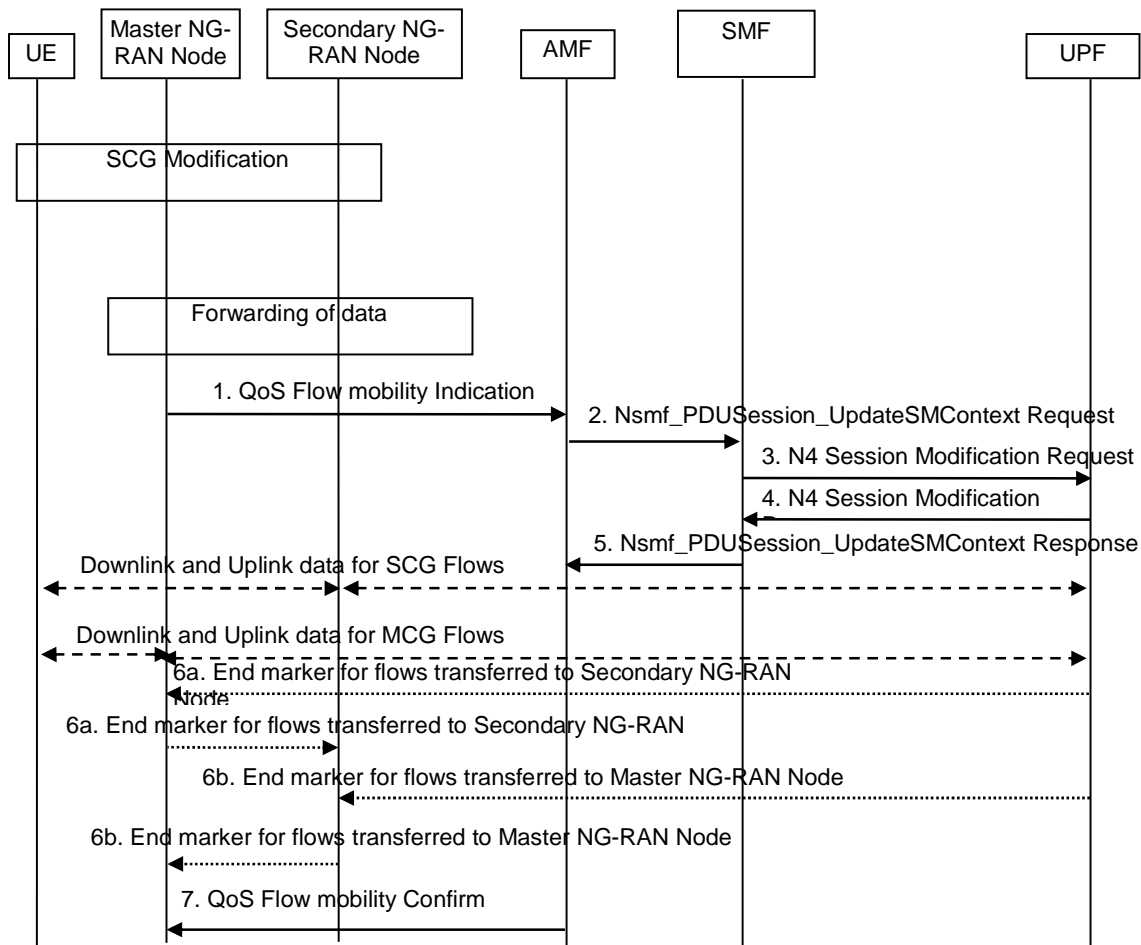 Master NG-
RAN Node
Secondary NG-
RAN Node
UE
AMF
SMF
UPF
SCG Modification
Forwarding of data
1. QoS Flow mobility Indication
2. Nsmf_PDUSession_UpdateSMContext Request
3. N4 Session Modification Request
4. N4 Session Modification
5. Nsmf_PDUSession_UpdateSMContext Response
Downlink and Uplink data for SCG Flows
Downlink and Uplink data for MCG Flows
6a. End marker for flows transferred to Secondary NG-RAN
Node
6a. End marker for flows transferred to Secondary NG-RAN
6b. End marker for flows transferred to Master NG-RAN Node
6b. End marker for flows transferred to Master NG-RAN Node
7. QoS Flow mobility Confirm